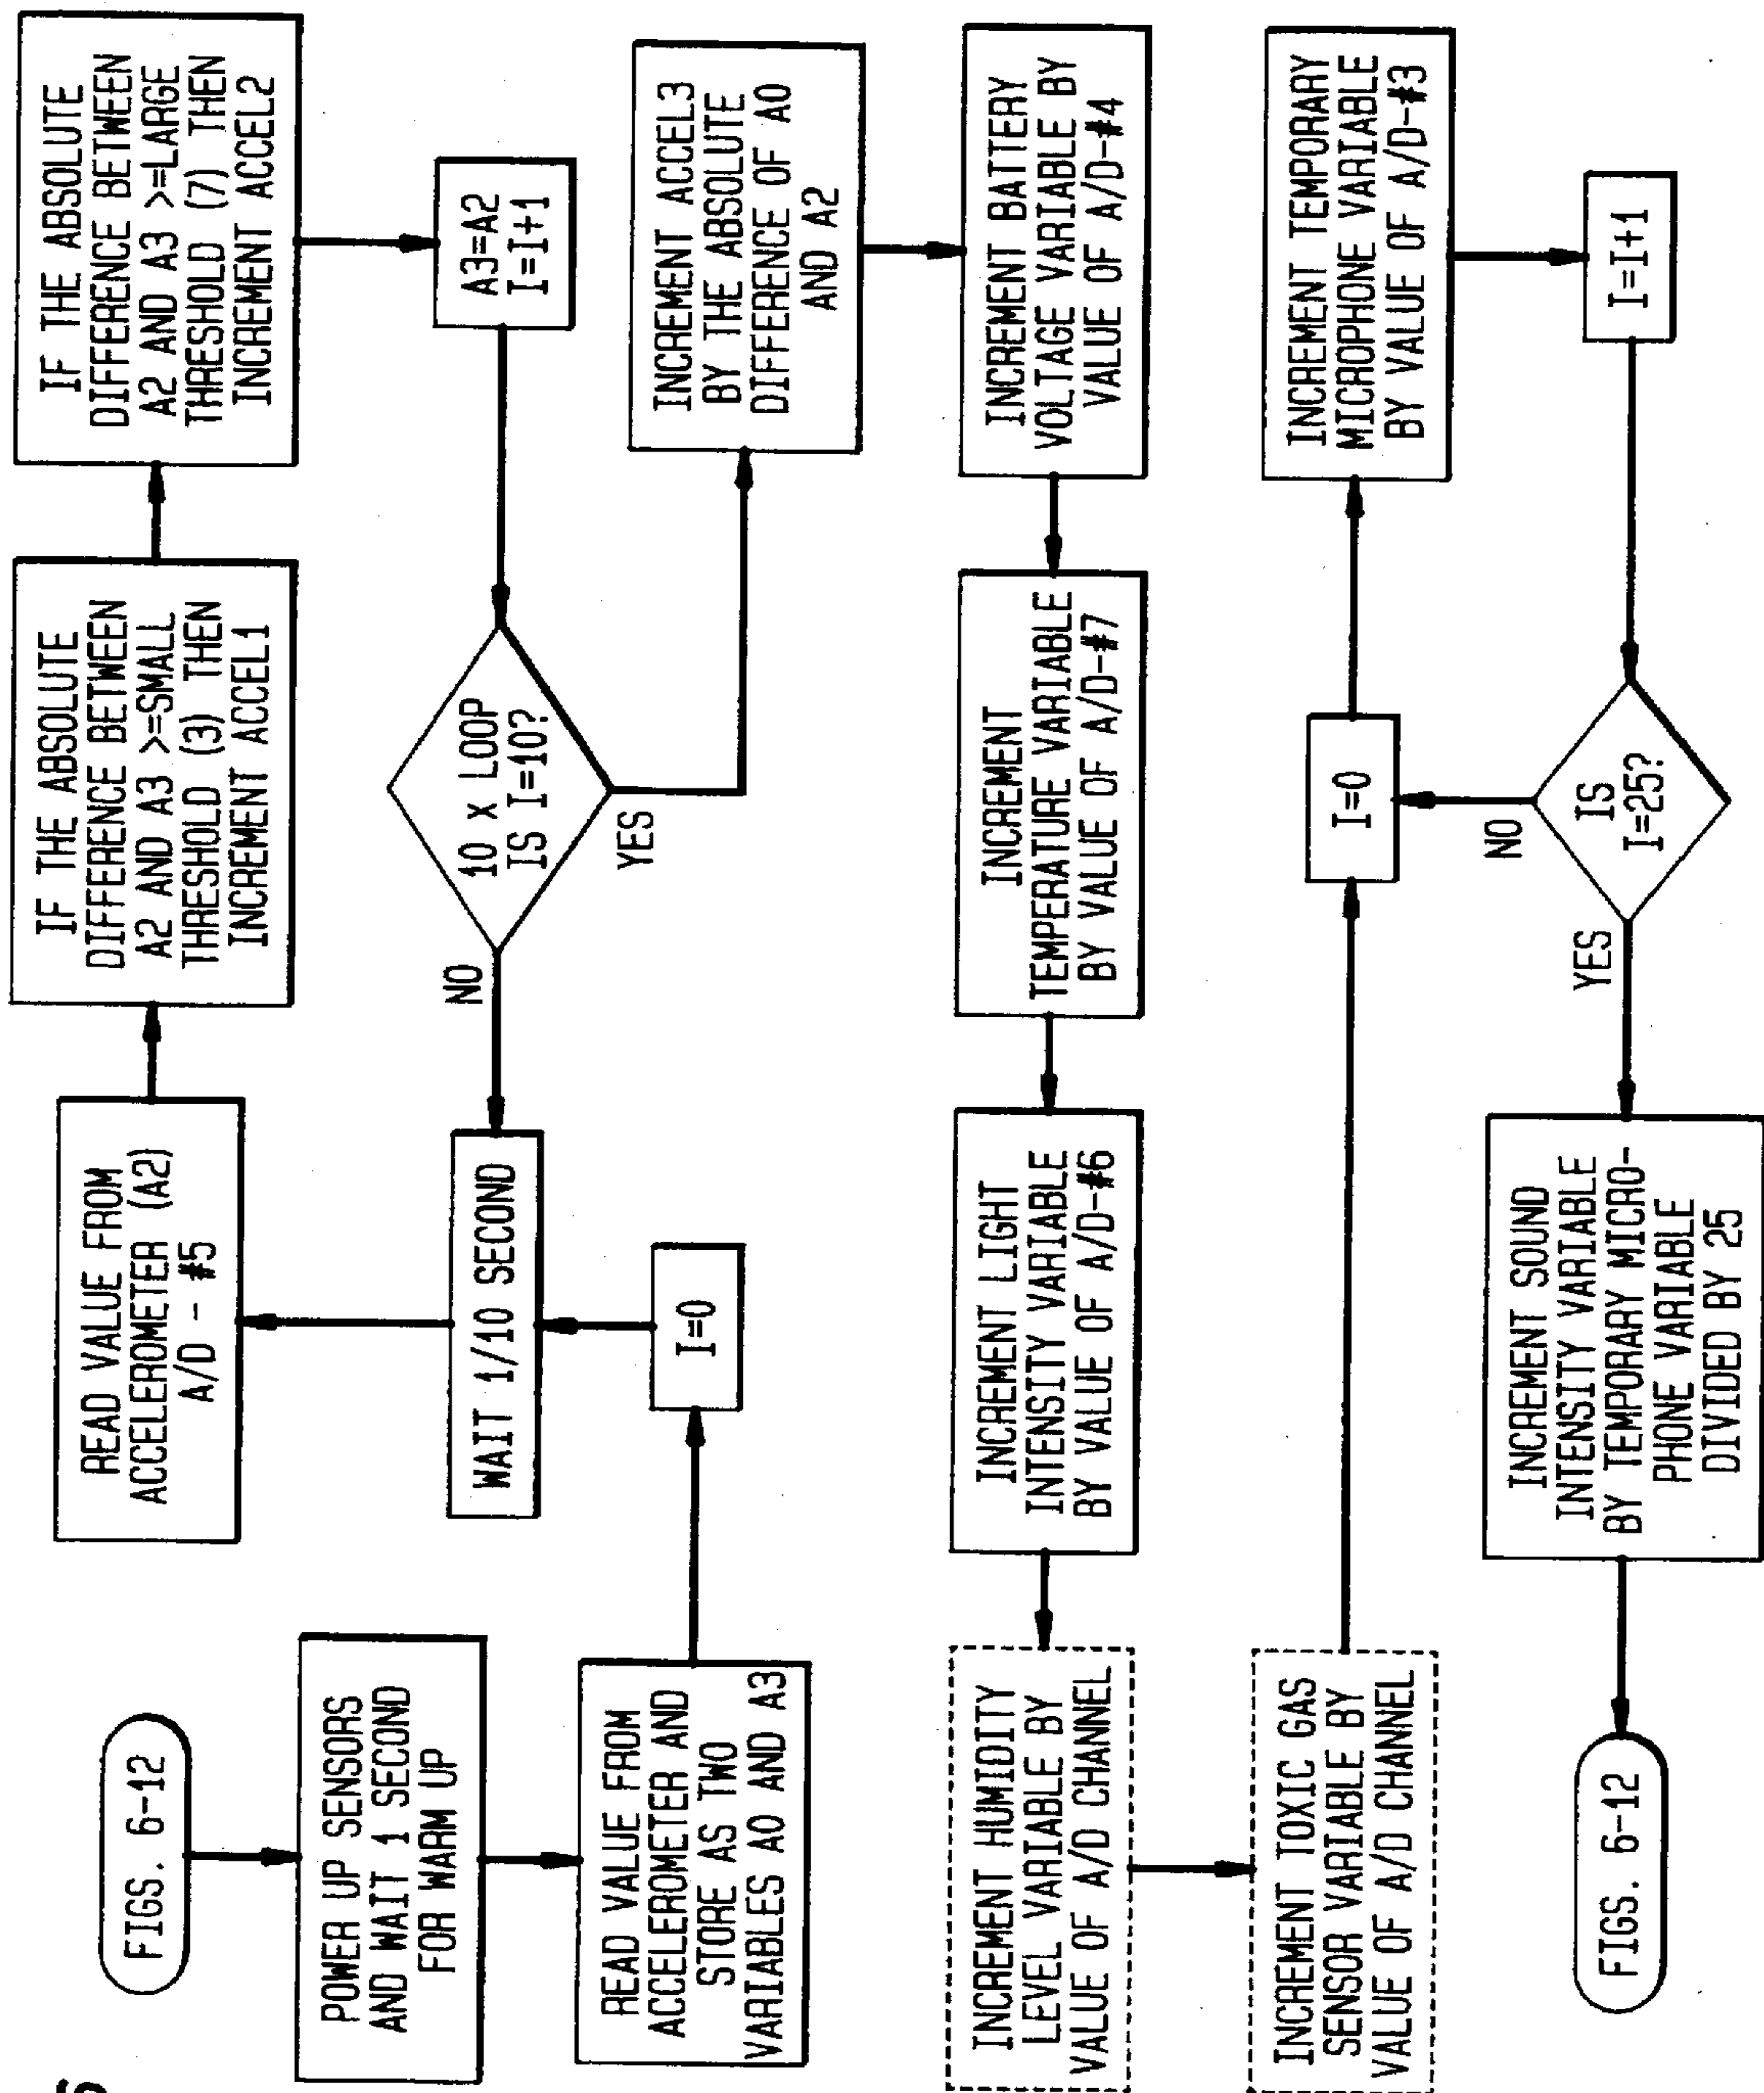 FIGS. 6-12
POWER UP SENSORS
AND WAIT 1 SECOND
FOR WARM UP
READ VALUE FROM
ACCELEROMETER AND
STORE AS TWO
VARIABLES A0 AND A3
I=0
WAIT 1/10 SECOND
READ VALUE FROM
ACCELEROMETER (A2)
A/D - #5
IF THE ABSOLUTE
DIFFERENCE BETWEEN
A2 AND A3 >=SMALL
THRESHOLD (3) THEN
INCREMENT ACCEL1
IF THE ABSOLUTE
DIFFERENCE BETWEEN
A2 AND A3 >=LARGE
THRESHOLD (7) THEN
INCREMENT ACCEL2
A3=A2
I=I+1
10 x LOOP
IS I=10?
NO
YES
INCREMENT ACCEL3
BY THE ABSOLUTE
DIFFERENCE OF A0
AND A2
INCREMENT BATTERY
VOLTAGE VARIABLE BY
VALUE OF A/D-#4
INCREMENT
TEMPERATURE VARIABLE
BY VALUE OF A/D-#7
INCREMENT LIGHT
INTENSITY VARIABLE
BY VALUE OF A/D-#6
INCREMENT HUMIDITY
LEVEL VARIABLE BY
VALUE OF A/D CHANNEL
INCREMENT TOXIC GAS
SENSOR VARIABLE BY
VALUE OF A/D CHANNEL
I=0
INCREMENT TEMPORARY
MICROPHONE VARIABLE
BY VALUE OF A/D-#3
I=I+1
IS
I=25?
NO
YES
INCREMENT SOUND
INTENSITY VARIABLE
BY TEMPORARY MICRO-
PHONE VARIABLE
DIVIDED BY 25
FIGS. 6-12